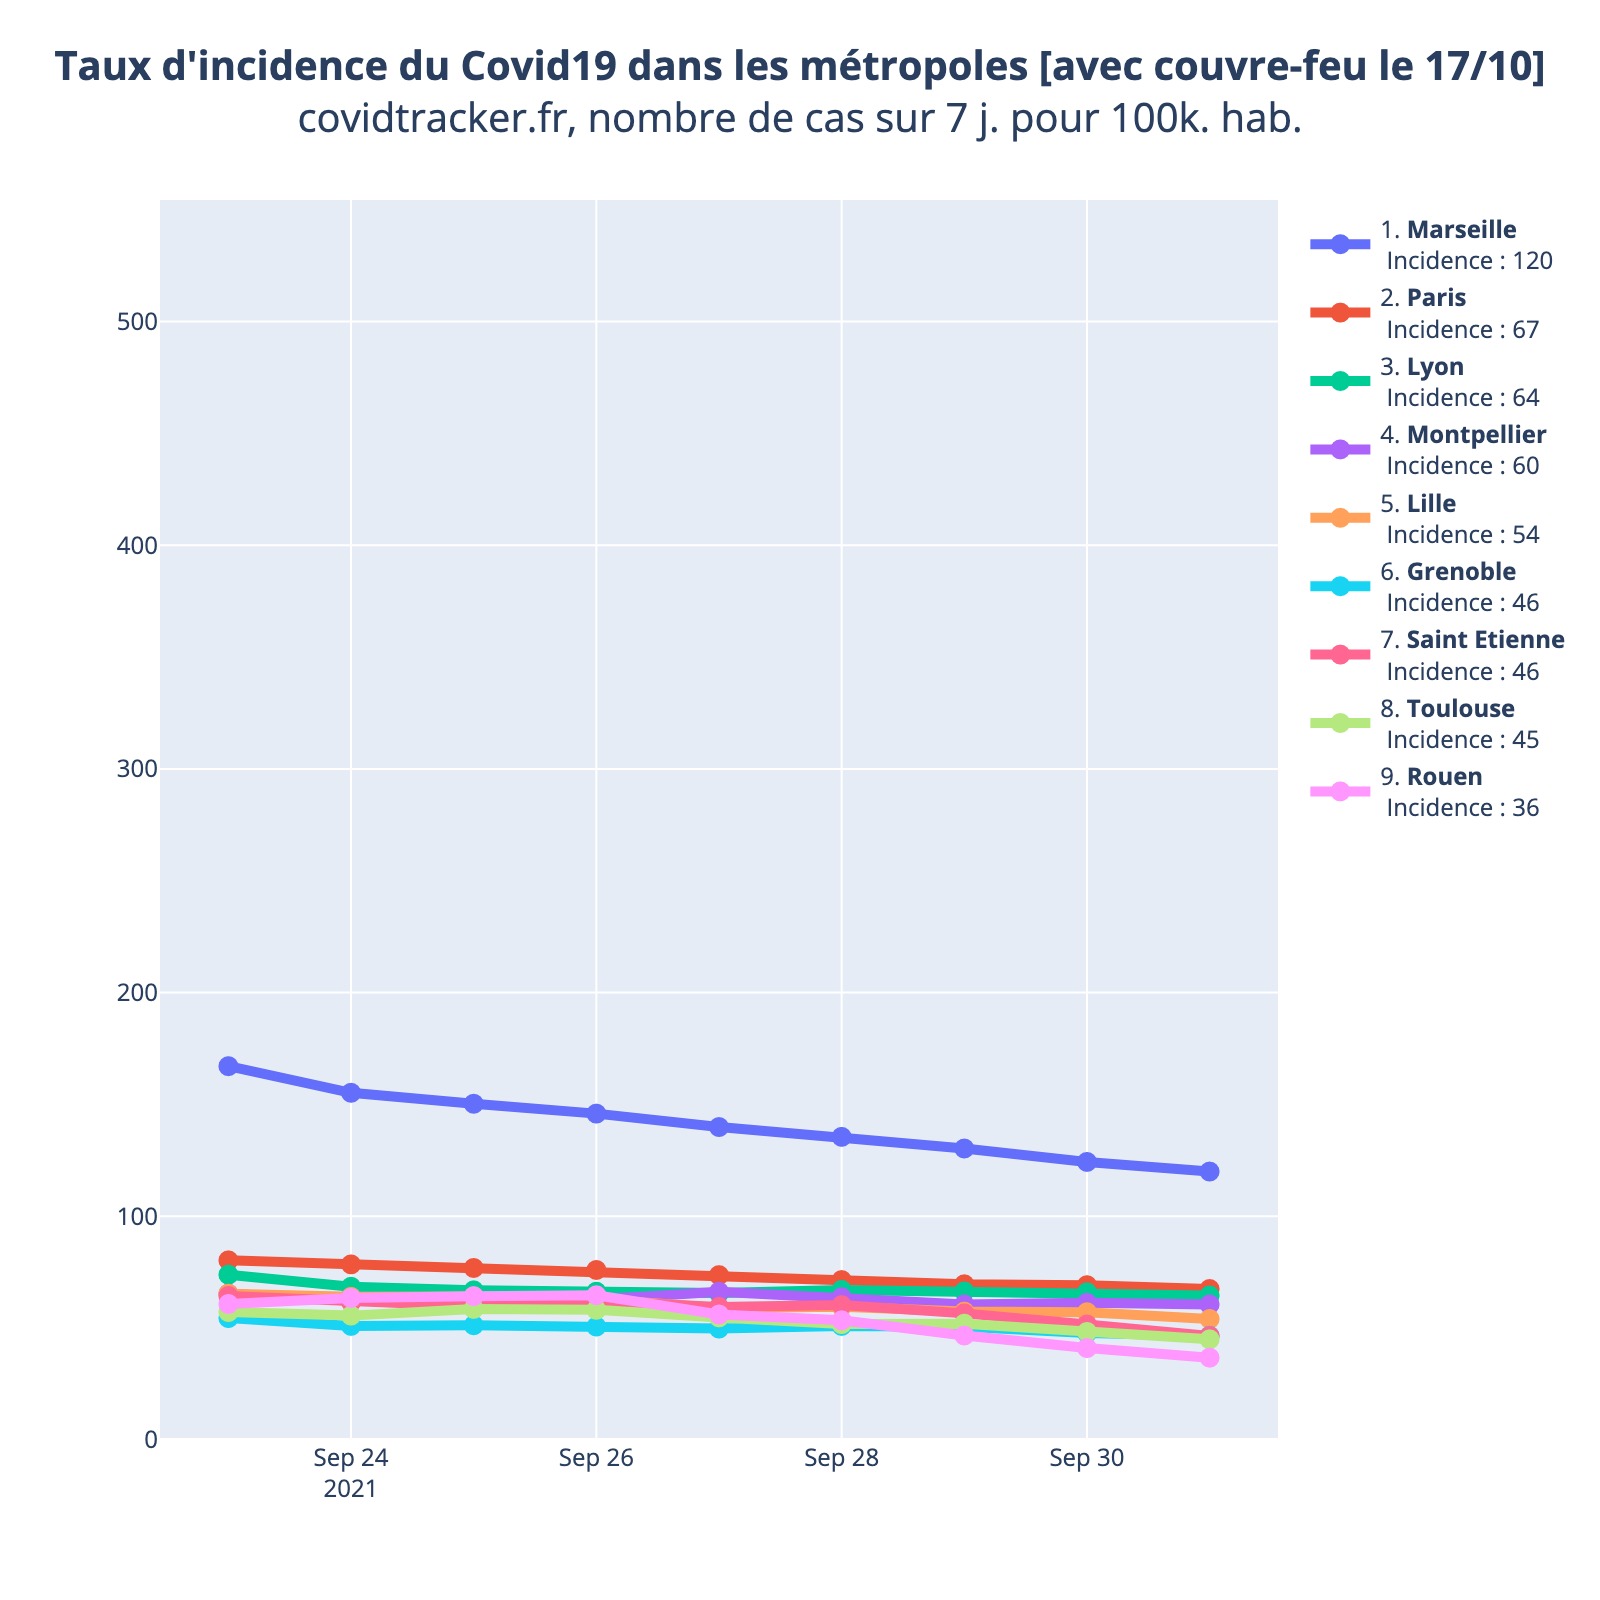 Taux d'incidence du Covid19 dans les métropoles [avec couvre-feu le 17/10]
covidtracker.fr, nombre de cas sur 7 j. pour 100k. hab.
1. Marseille
Incidence : 120
2. Paris
Incidence : 67
3. Lyon
Incidence : 64
4. Montpellier
Incidence : 60
5. Lille
Incidence : 54
6. Grenoble
Incidence : 46
7. Saint Etienne
Incidence : 46
8. Toulouse
Incidence : 45
9. Rouen
Incidence : 36
500
400
300
200
100
0
Sep 24 Sep 26 Sep 28 Sep 30
2021